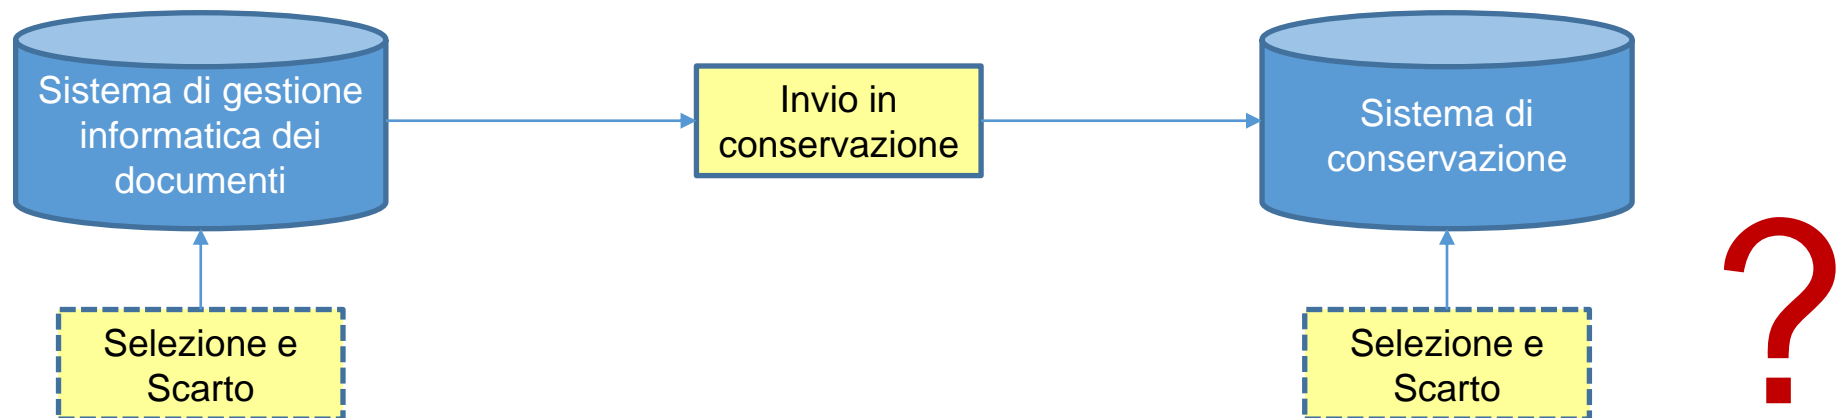 Sistema di gestione
informatica dei
documenti
Invio in
conservazione
Sistema di
conservazione
Selezione e
Scarto
Selezione e
Scarto
?